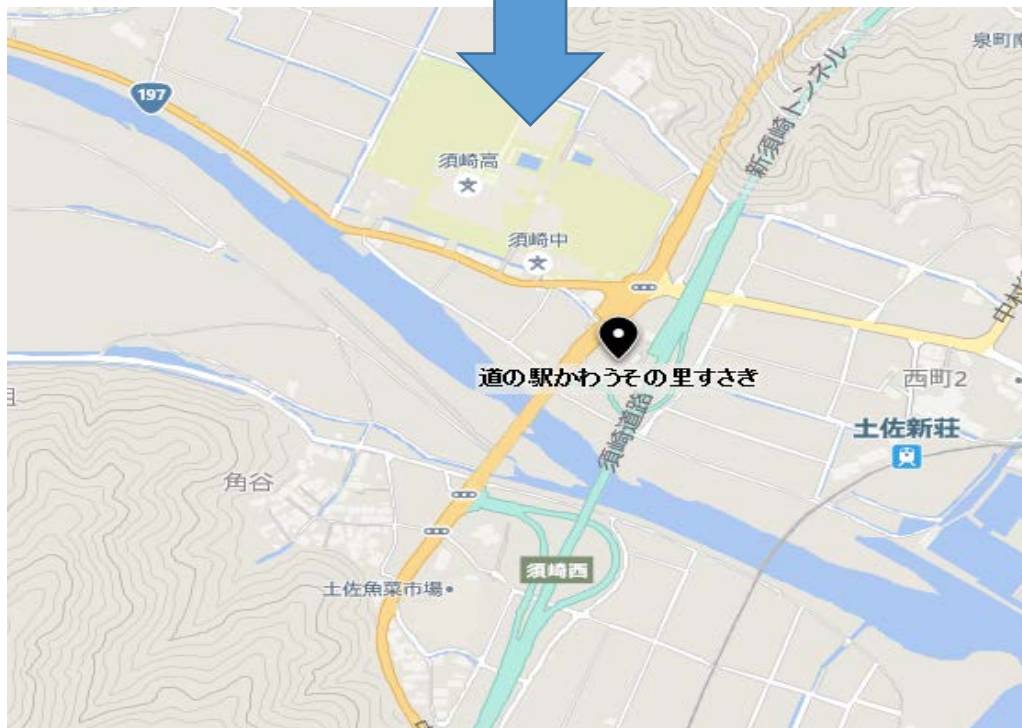 泉町南
197
新須崎トンネル
須崎高
須崎中
中村
道の駅かわうその里すさき
西町2
須崎道路
土佐新荘
角谷
須崎西
土佐魚菜市場